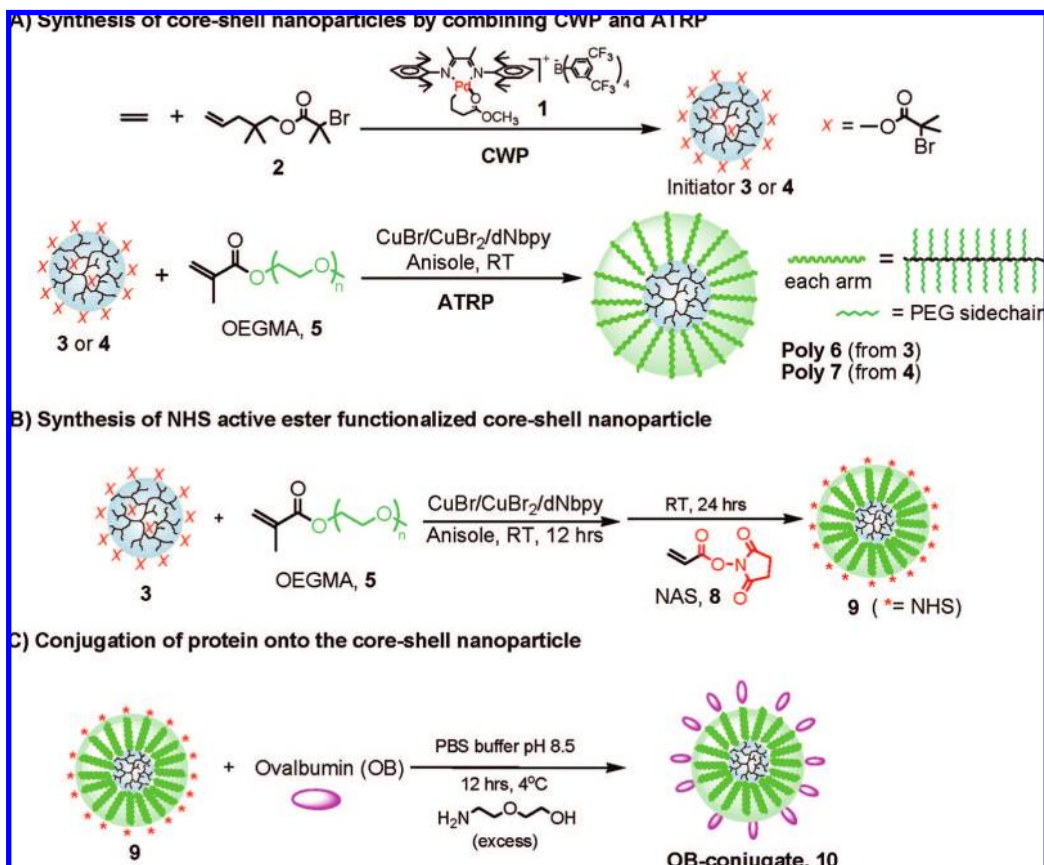 A) Synthesis of core-shell nanoparticles by combining CWP and ATRP
CF3
N N
Pd
O
OCH3
+
B
4
CF3
1
+
O
O
Br
2
CWP
Initiator 3 or 4
X =
O
O
Br
X
3 or 4
+
O
O
O
n
OEGMA, 5
CuBr/CuBr2/dNbpy
Anisole, RT
ATRP
each arm
=
= PEG sidechain
Poly 6 (from 3)
Poly 7 (from 4)
B) Synthesis of NHS active ester functionalized core-shell nanoparticle
X
3
+
O
O
O
n
OEGMA, 5
CuBr/CuBr2/dNbpy
Anisole, RT, 12 hrs
RT, 24 hrs
O
O
N
O
O
NAS, 8
9 ( *= NHS)
C) Conjugation of protein onto the core-shell nanoparticle
9
+
Ovalbumin (OB)
PBS buffer pH 8.5
12 hrs, 4°C
H2N
O
OH
(excess)
OB-conjugate, 10